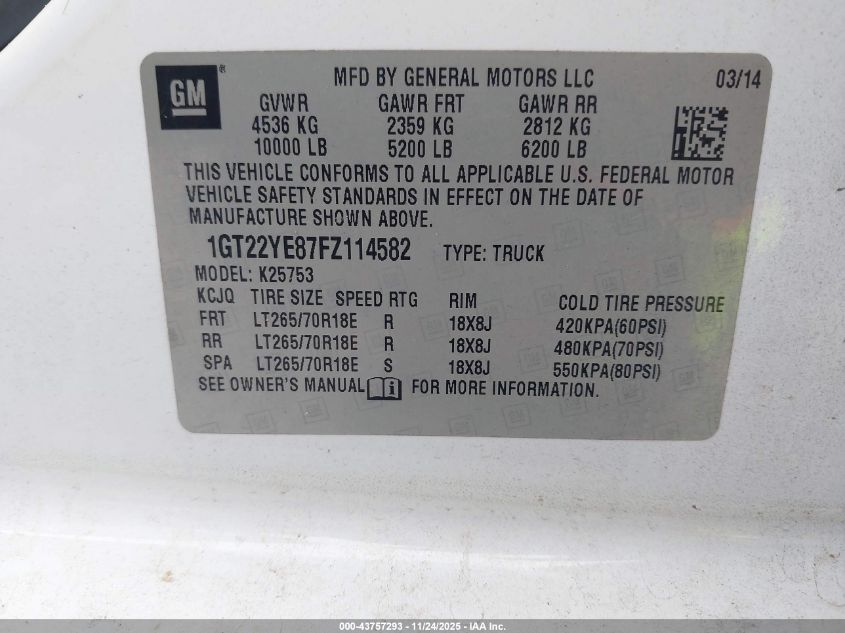 GM® MFD BY GENERAL MOTORS LLC 03/14
GVWR GAWR FRT GAWR RR
4536 KG 2359 KG 2812 KG
10000 LB 5200 LB 6200 LB
THIS VEHICLE CONFORMS TO ALL APPLICABLE U.S. FEDERAL MOTOR
VEHICLE SAFETY STANDARDS IN EFFECT ON THE DATE OF
MANUFACTURE SHOWN ABOVE.
1GT22YE87FZ114582 TYPE: TRUCK
MODEL: K25753
KCJQ TIRE SIZE SPEED RTG RIM COLD TIRE PRESSURE
FRT LT265/70R18E R 18X8J 420KPA(60PSI)
RR LT265/70R18E R 18X8J 480KPA(70PSI)
SPA LT265/70R18E S 18X8J 550KPA(80PSI)
SEE OWNER'S MANUAL i FOR MORE INFORMATION.
000-43757293 - 11/24/2025 - IAA Inc.